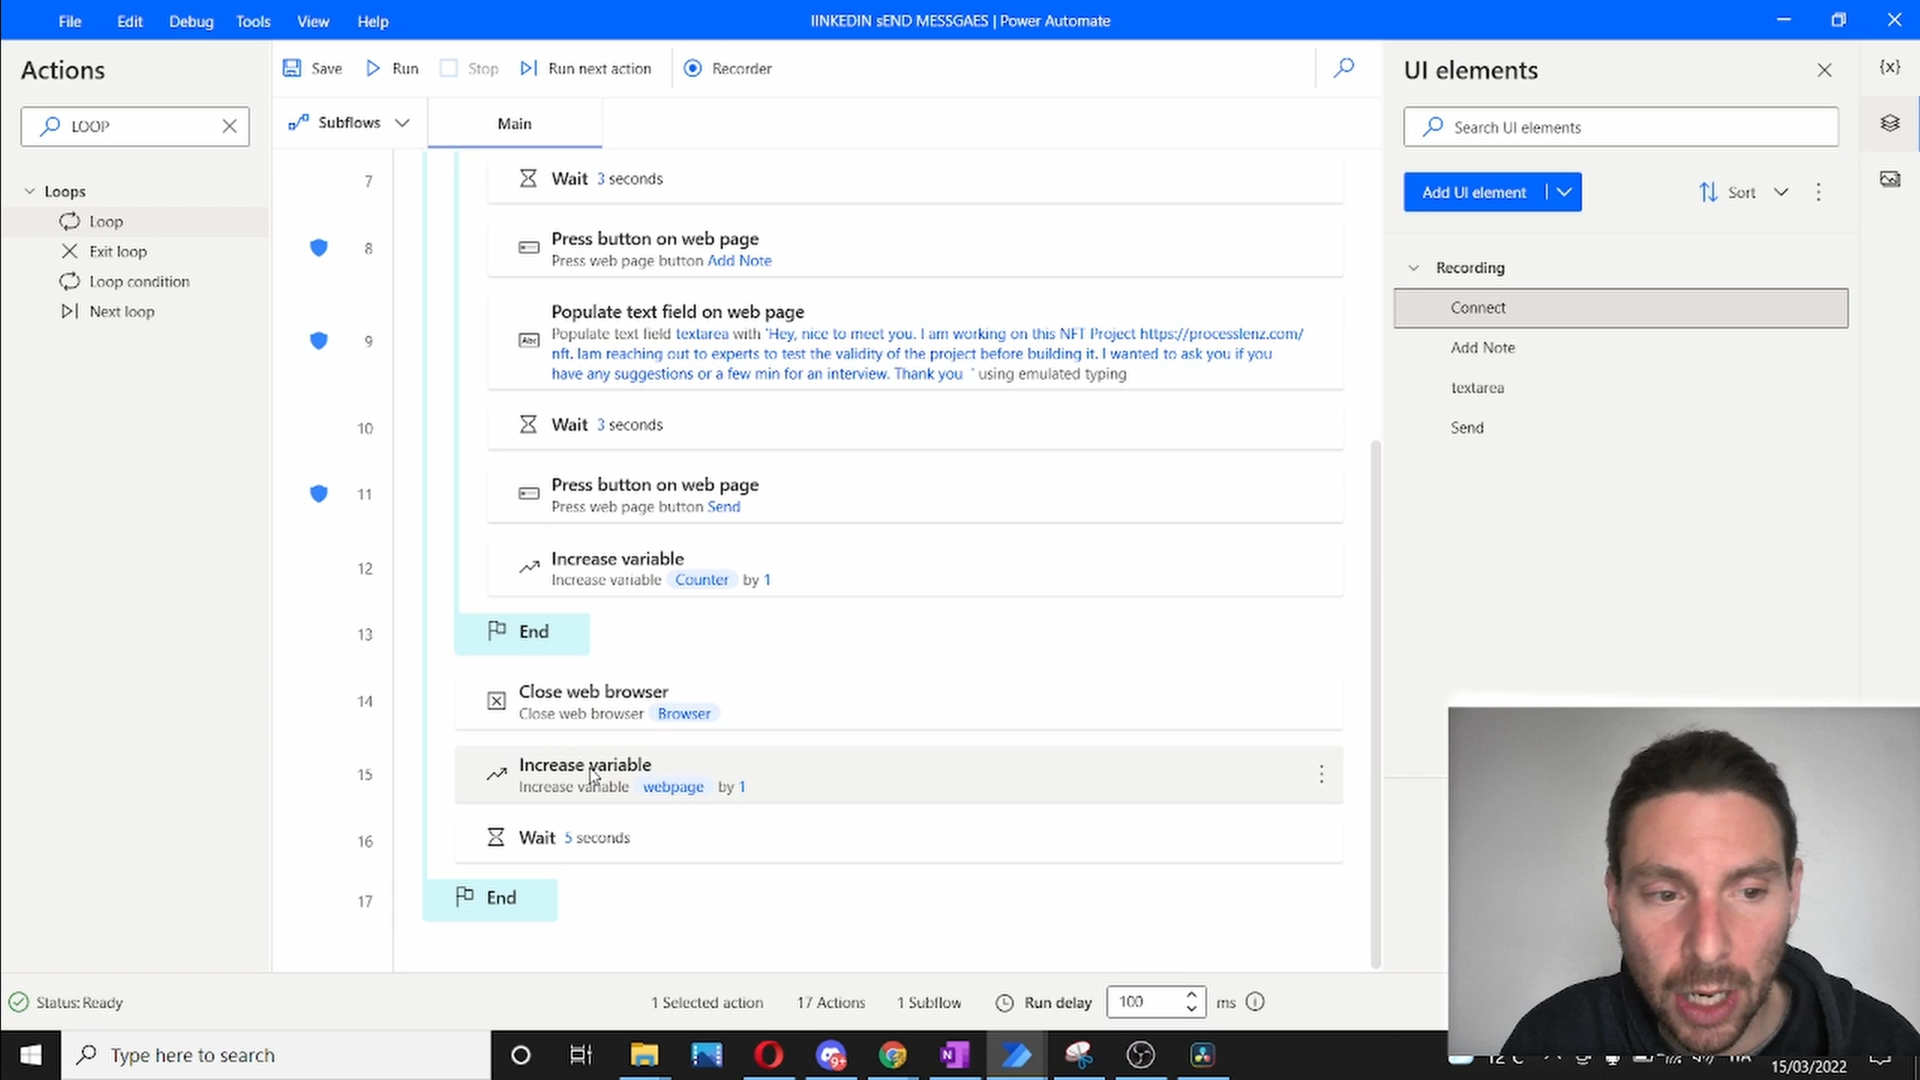 File Edit Debug Tools View Help
lINKEDIN sEND MESSGAES | Power Automate
Actions
LOOP
Loops
Loop
Exit loop
Loop condition
Next loop
Save Run Stop Run next action Recorder
Subflows Main
7 Wait 3 seconds
8 Press button on web page
Press web page button Add Note
Populate text field on web page
9 Populate text field textarea with 'Hey, nice to meet you. I am working on this NFT Project https://processlenz.com/
nft. Iam reaching out to experts to test the validity of the project before building it. I wanted to ask you if you
have any suggestions or a few min for an interview. Thank you ' using emulated typing
10 Wait 3 seconds
11 Press button on web page
Press web page button Send
12 Increase variable
Increase variable Counter by 1
13 End
14 Close web browser
Close web browser Browser
15 Increase variable
Increase variable webpage by 1
16 Wait 5 seconds
17 End
UI elements
Search UI elements
Add UI element Sort
Recording
Connect
Add Note
textarea
Send
{x}
Status: Ready 1 Selected action 17 Actions 1 Subflow Run delay 100 ms
Type here to search
9+
N
15/03/2022